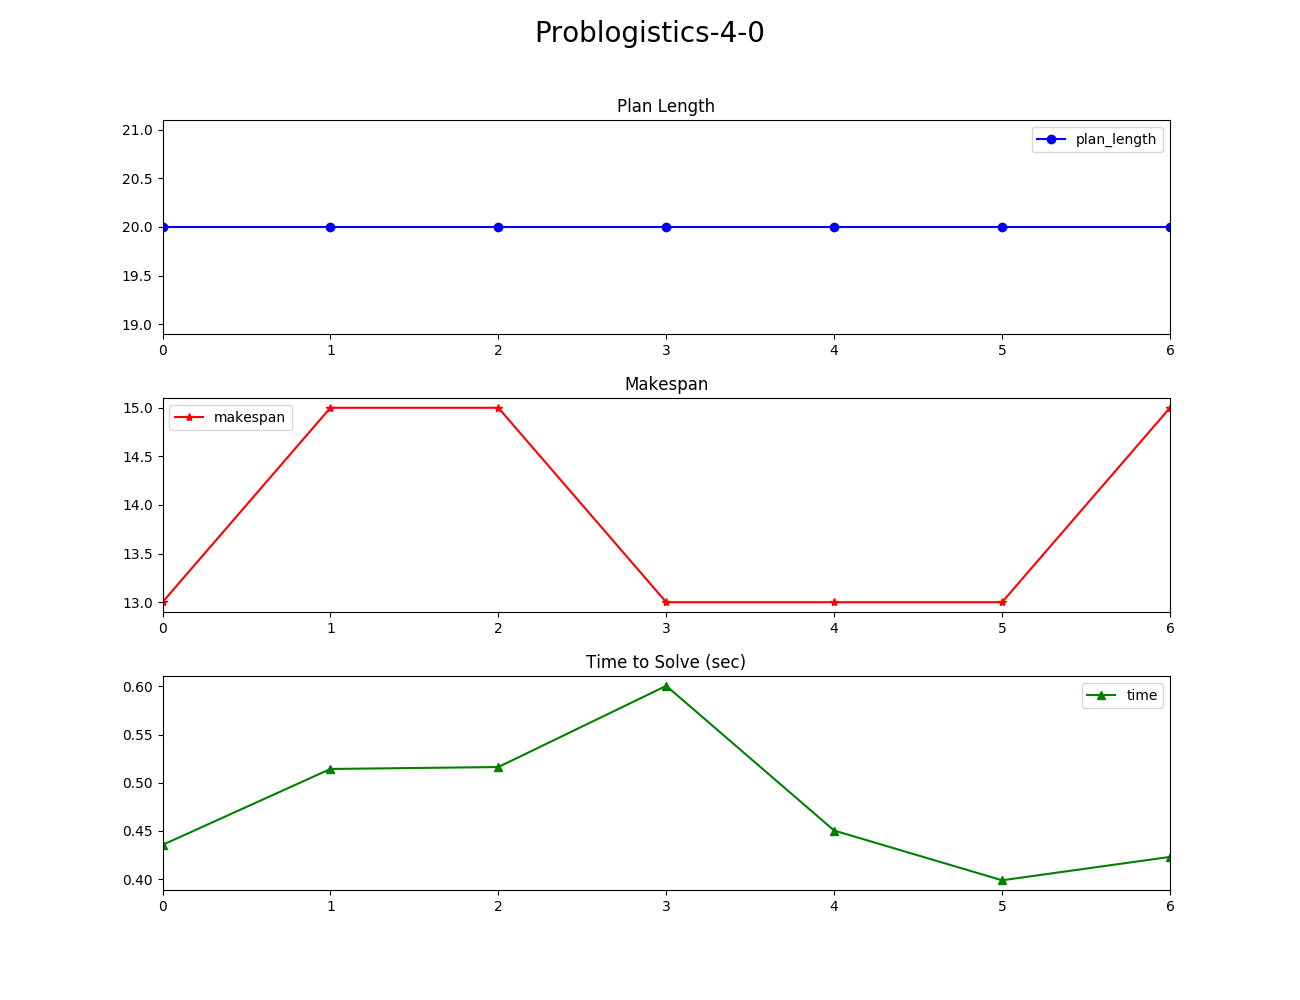 Problogistics-4-0
Plan Length
plan_length
21.0
20.5
20.0
19.5
19.0
0 1 2 3 4 5 6
Makespan
makespan
15.0
14.5
14.0
13.5
13.0
0 1 2 3 4 5 6
Time to Solve (sec)
time
0.60
0.55
0.50
0.45
0.40
0 1 2 3 4 5 6